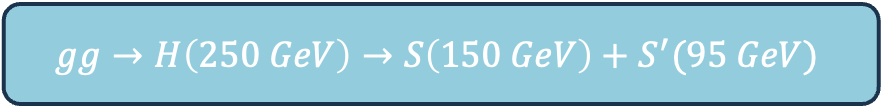 gg → H(250 GeV) → S(150 GeV) + S′(95 GeV)